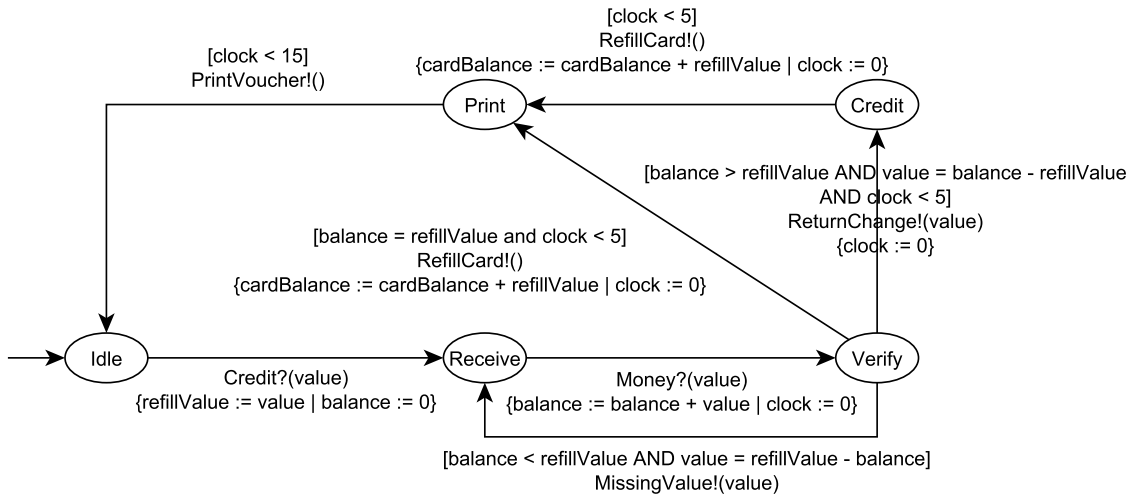 [clock < 5]
RefillCard!()
{cardBalance := cardBalance + refillValue | clock := 0}
[clock < 15]
PrintVoucher!()
Print
Credit
[balance > refillValue AND value = balance - refillValue
AND clock < 5]
ReturnChange!(value)
{clock := 0}
[balance = refillValue and clock < 5]
RefillCard!()
{cardBalance := cardBalance + refillValue | clock := 0}
Idle
Receive
Verify
Credit?(value)
{refillValue := value | balance := 0}
Money?(value)
{balance := balance + value | clock := 0}
[balance < refillValue AND value = refillValue - balance]
MissingValue!(value)